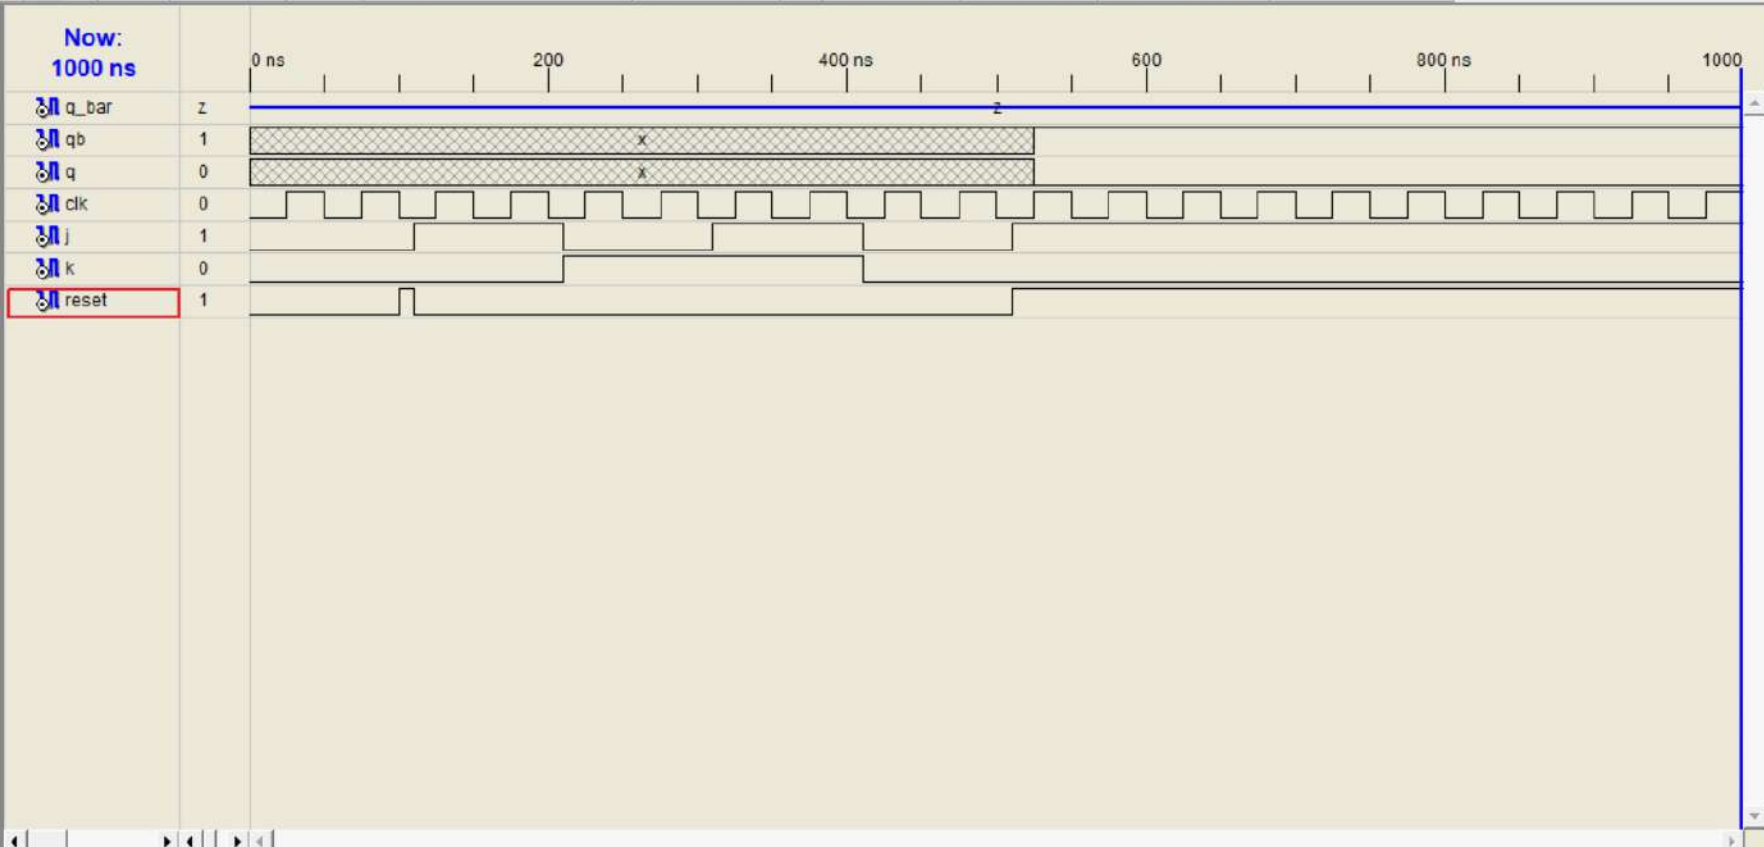 Now:
1000 ns
0 ns 200 400 ns 600 800 ns 1000
q_bar z z
qb 1 x
q 0 x
clk 0
j 1
k 0
reset 1